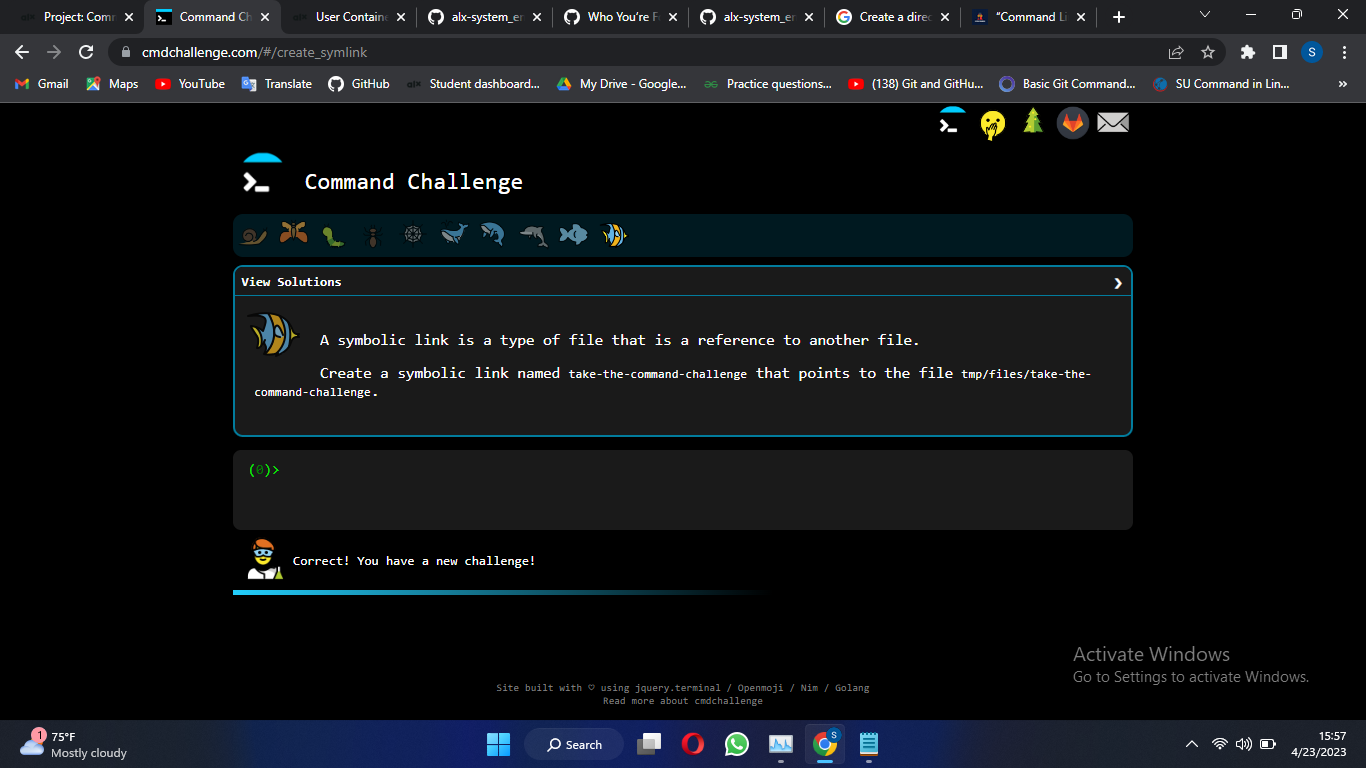 Project: Comm
Command Ch
User Containe
alx-system_en
Who You're F
alx-system_en
Create a direc
"Command Li
cmdchallenge.com/#/create_symlink
S
Gmail
Maps
YouTube
Translate
GitHub
Student dashboard...
My Drive - Google...
Practice questions...
(138) Git and GitHu...
Basic Git Command...
SU Command in Lin...
»
Command Challenge
View Solutions
A symbolic link is a type of file that is a reference to another file.
Create a symbolic link named take-the-command-challenge that points to the file tmp/files/take-the-
command-challenge.
(0)>
Correct! You have a new challenge!
Activate Windows
Go to Settings to activate Windows.
Site built with ♡ using jquery.terminal / Openmoji / Nim / Golang
Read more about cmdchallenge
1
75°F
Mostly cloudy
Search
S
15:57
4/23/2023